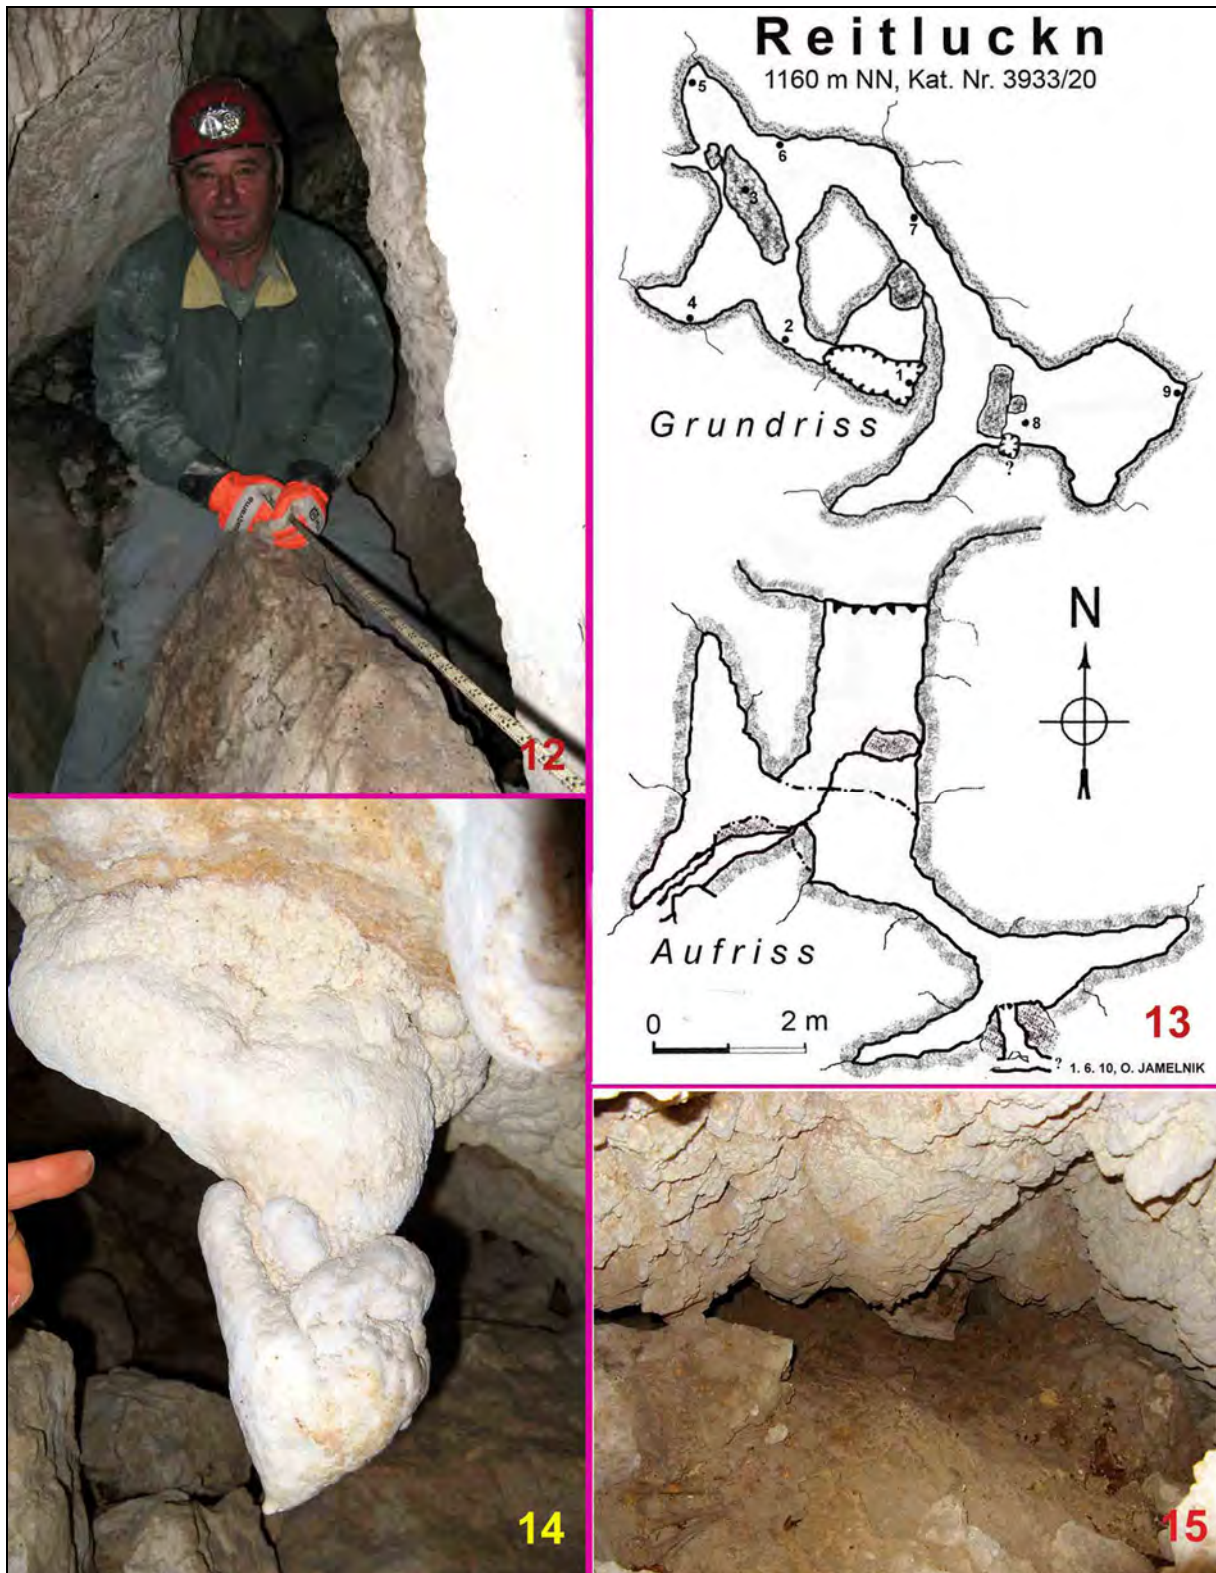 12
Reitluckn
1160 m NN, Kat. Nr. 3933/20
5
6
3
7
4
2
1
9
8
?
Grundriss
N
Aufriss
0 2 m
13
? 1. 6. 10, O. JAMELNIK
14
15